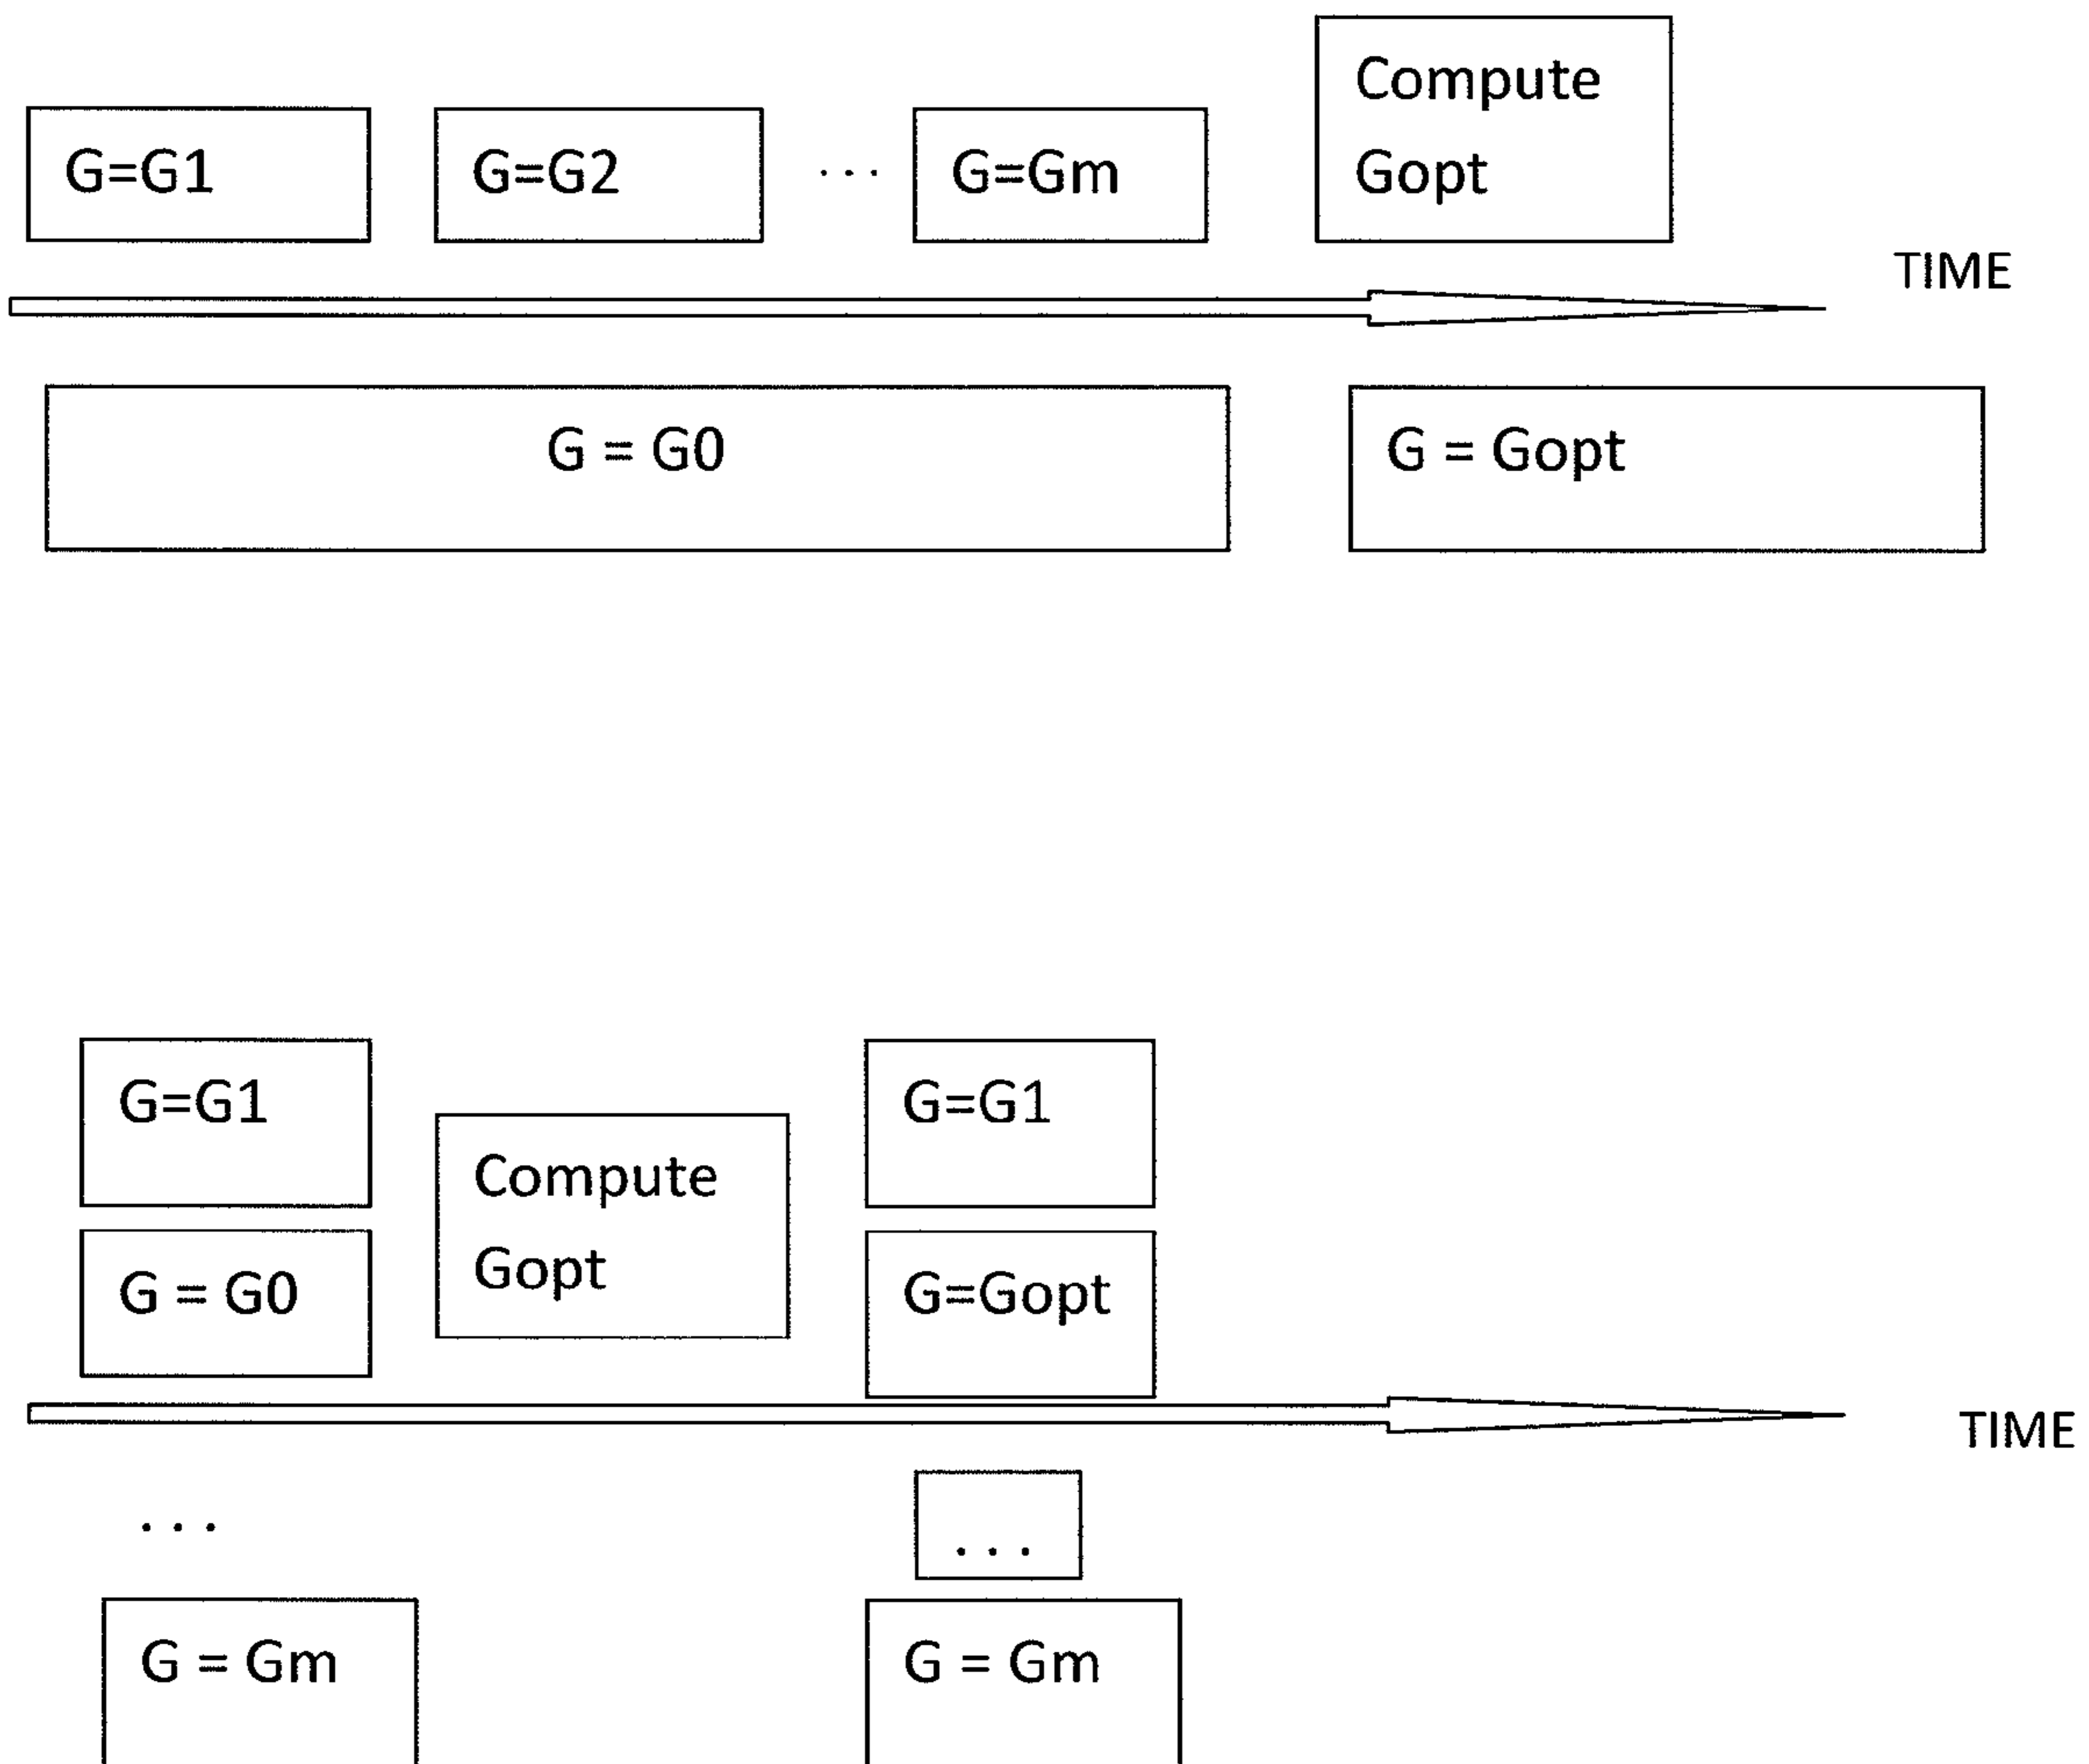 Compute
Gopt
G=G1
G=G2
...
G=Gm
TIME
G = G0
G = Gopt
G=G1
G = G0
Compute
Gopt
G=G1
G=Gopt
TIME
...
...
G = Gm
G = Gm